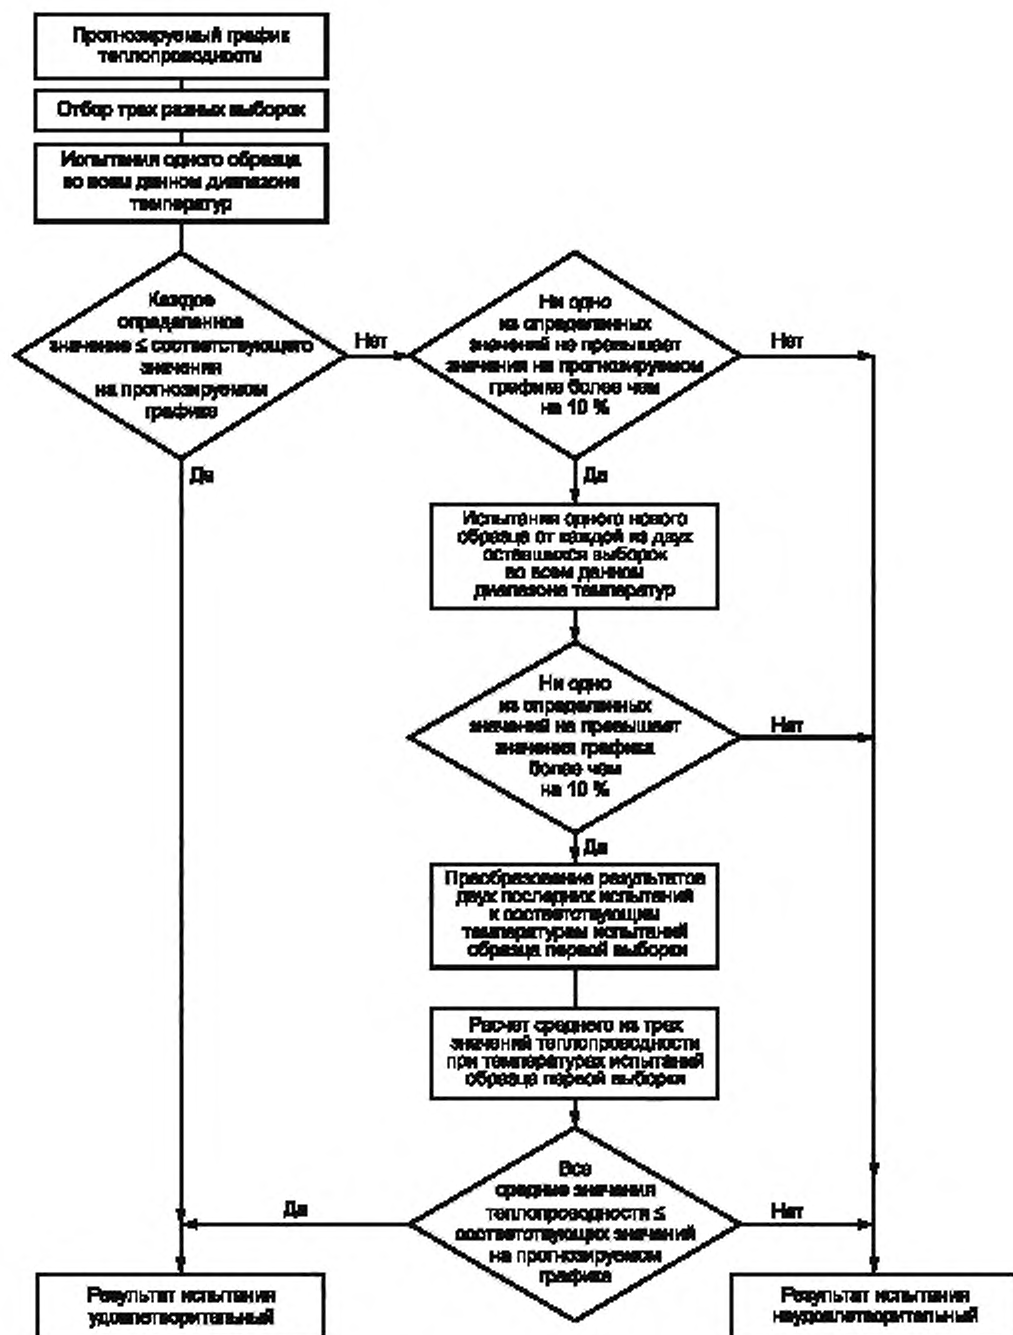 Прогнозируемый график
теплопроводности
Отбор трех разных выборок
Испытания одного образца
во всем данном диапазоне
температур
Каждое
определенное
значение ≤ соответствующего
значения
на прогнозируемом
графике
Нет
Да
Ни одно
из определенных
значений не превышает
значения на прогнозируемом
графике более чем
на 10 %
Нет
Да
Испытания одного нового
образца от каждой из двух
оставшихся выборок
во всем данном
диапазоне температур
Ни одно
из определенных
значений не превышает
значения графика
более чем
на 10 %
Нет
Да
Преобразование результатов
двух последних испытаний
к соответствующим
температурам испытаний
образца первой выборки
Расчет среднего из трех
значений теплопроводности
при температурах испытаний
образца первой выборки
Все
средние значения
теплопроводности ≤
соответствующих значений
на прогнозируемом
графике
Да
Нет
Результат испытания
удовлетворительный
Результат испытания
неудовлетворительный